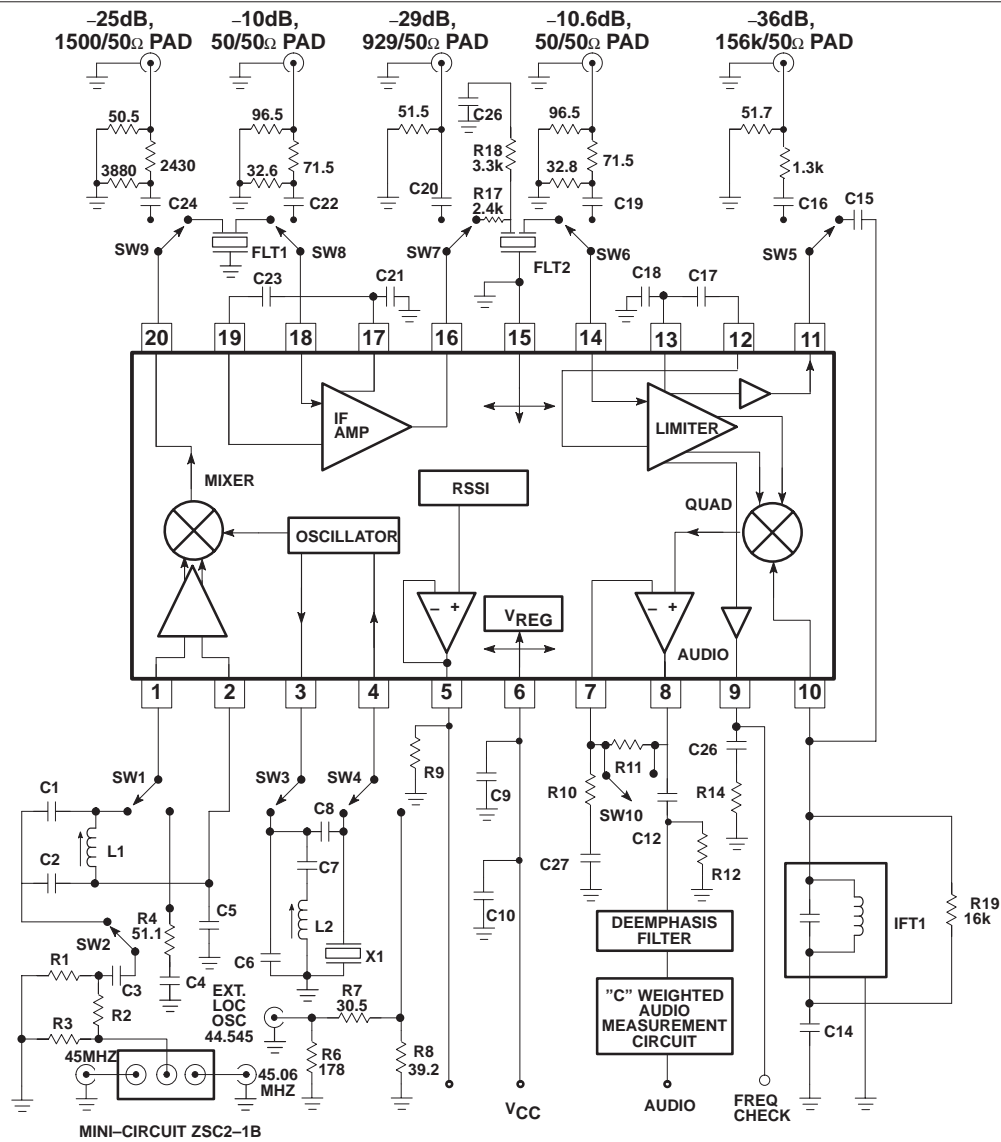 –25dB,
1500/50Ω PAD
–10dB,
50/50Ω PAD
–29dB,
929/50Ω PAD
–10.6dB,
50/50Ω PAD
–36dB,
156k/50Ω PAD
50.5
2430
3880
C24
96.5
71.5
32.6
C22
51.5
C20
C26
R18
3.3k
R17
2.4k
96.5
71.5
32.8
C19
51.7
1.3k
C16
C15
SW9
FLT1
SW8
SW7
FLT2
SW6
SW5
C23
C21
C18
C17
20
19
18
17
16
15
14
13
12
11
IF
AMP
LIMITER
MIXER
RSSI
QUAD
OSCILLATOR
– +
VREG
– +
AUDIO
1
2
3
4
5
6
7
8
9
10
SW1
C1
L1
C2
R4
51.1
C5
SW2
C4
R1
C3
R2
R3
45MHZ
45.06
MHZ
MINI–CIRCUIT ZSC2–1B
SW3
SW4
C8
C7
L2
C6
X1
EXT.
LOC
OSC
44.545
R7
30.5
R6
178
R8
39.2
R9
C9
C10
VCC
R11
R10
SW10
C27
C12
R12
C26
R14
DEEMPHASIS
FILTER
"C" WEIGHTED
AUDIO
MEASUREMENT
CIRCUIT
AUDIO
FREQ
CHECK
IFT1
R19
16k
C14